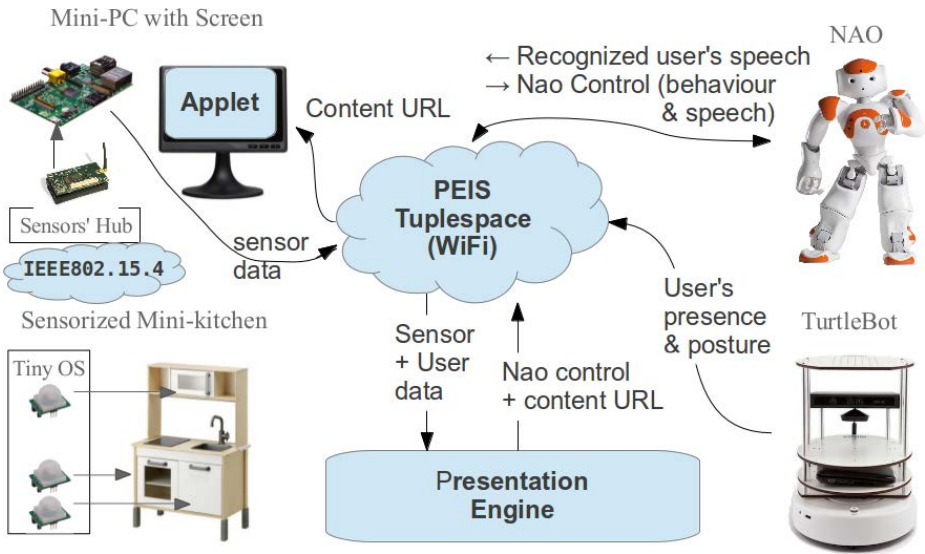 Mini-PC with Screen
Applet
Content URL
← Recognized user's speech
→ Nao Control (behaviour
& speech)
NAO
PEIS
Tuplespace
(WiFi)
Sensors' Hub
IEEE802.15.4
sensor
data
Sensorized Mini-kitchen
Tiny OS
Sensor
+ User
data
Nao control
+ content URL
User's
presence
& posture
TurtleBot
Presentation
Engine